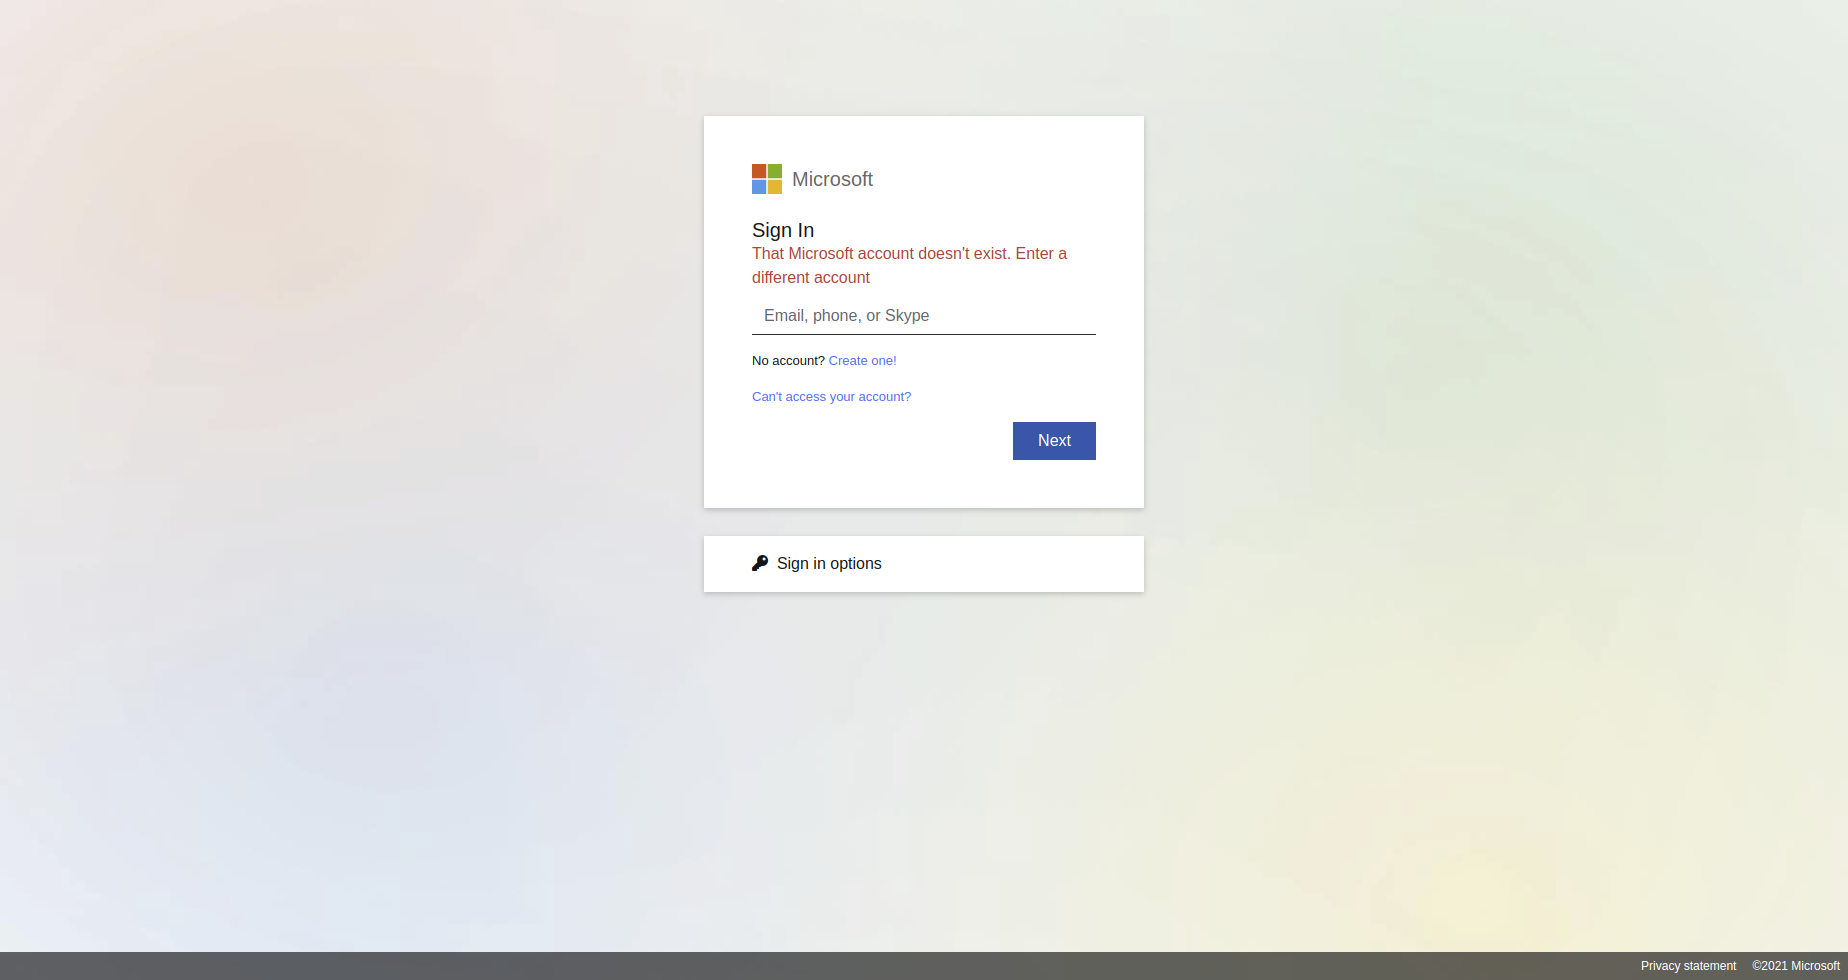 Microsoft
Sign In
That Microsoft account doesn't exist. Enter a
different account
Email, phone, or Skype
No account? Create one!
Can't access your account?
Next
Sign in options
Privacy statement ©2021 Microsoft